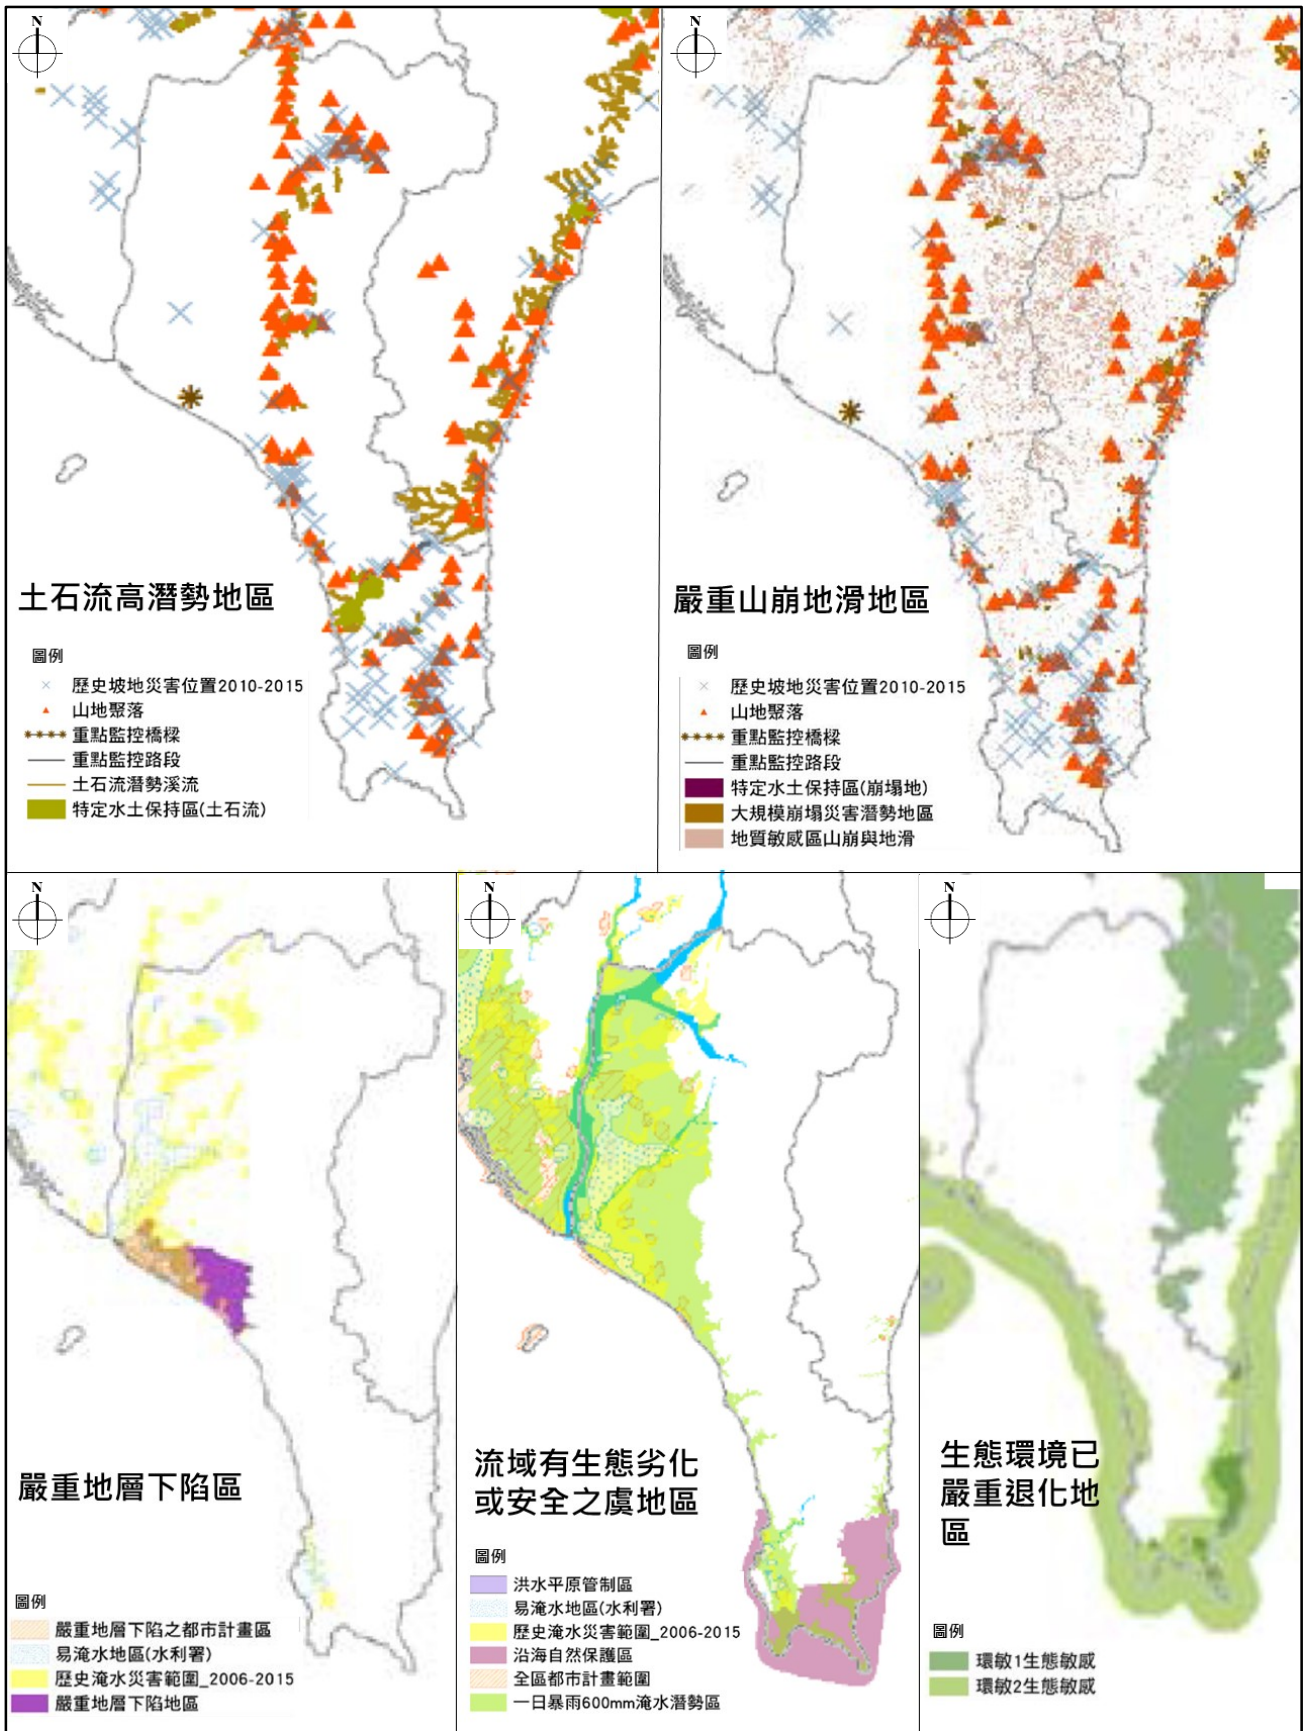 N
N
土石流高潛勢地區
圖例
歷史坡地災害位置2010-2015
山地聚落
重點監控橋樑
重點監控路段
土石流潛勢溪流
特定水土保持區(土石流)
嚴重山崩地滑地區
圖例
歷史坡地災害位置2010-2015
山地聚落
重點監控橋樑
重點監控路段
特定水土保持區(崩塌地)
大規模崩塌災害潛勢地區
地質敏感區山崩與地滑
N
N
N
嚴重地層下陷區
圖例
嚴重地層下陷之都市計畫區
易淹水地區(水利署)
歷史淹水災害範圍_2006-2015
嚴重地層下陷地區
流域有生態劣化
或安全之虞地區
圖例
洪水平原管制區
易淹水地區(水利署)
歷史淹水災害範圍_2006-2015
沿海自然保護區
全區都市計畫範圍
一日暴雨600mm淹水潛勢區
生態環境已
嚴重退化地
區
圖例
環敏1生態敏感
環敏2生態敏感